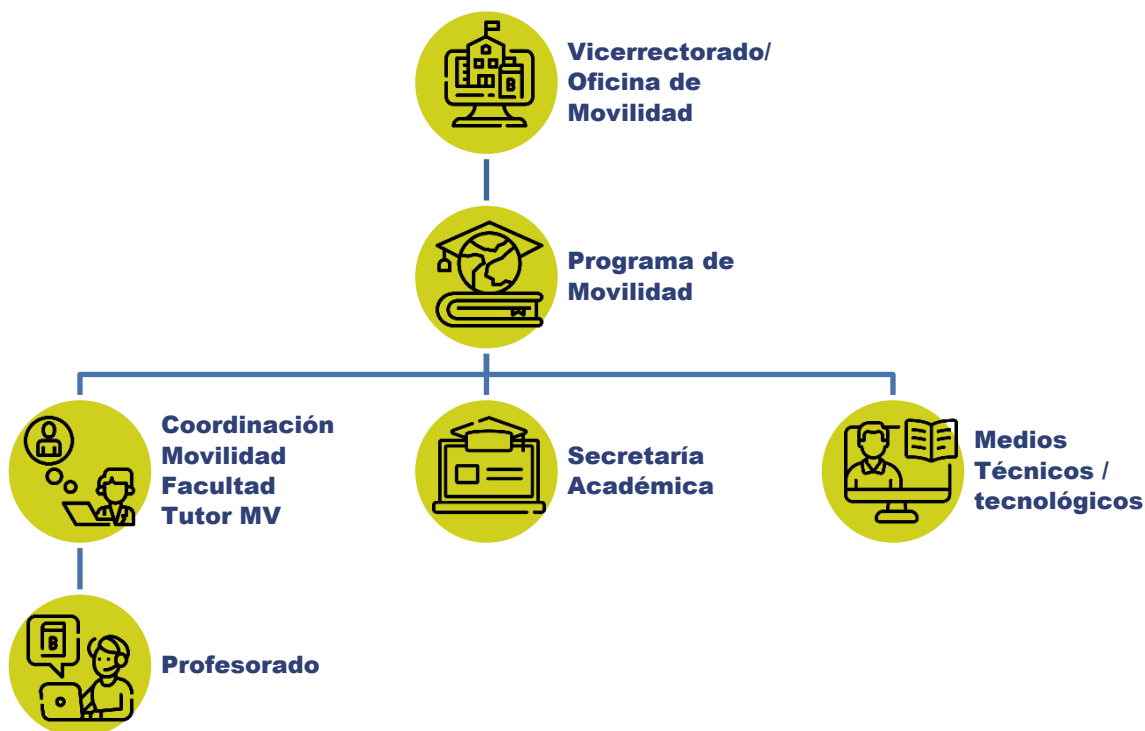 Vicerrectorado/
Oficina de
Movilidad
Programa de
Movilidad
Coordinación
Movilidad
Facultad
Tutor MV
Secretaría
Académica
Medios
Técnicos /
tecnológicos
Profesorado